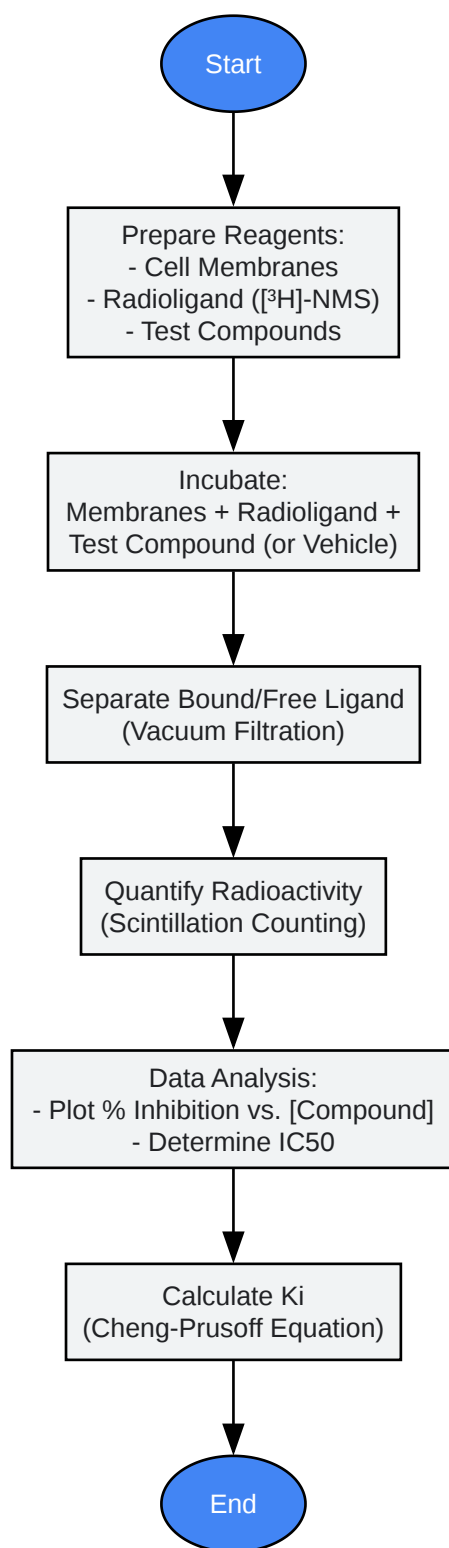 Start
Prepare Reagents:
- Cell Membranes
- Radioligand ([³H]-NMS)
- Test Compounds
Incubate:
Membranes + Radioligand +
Test Compound (or Vehicle)
Separate Bound/Free Ligand
(Vacuum Filtration)
Quantify Radioactivity
(Scintillation Counting)
Data Analysis:
- Plot % Inhibition vs. [Compound]
- Determine IC50
Calculate Ki
(Cheng-Prusoff Equation)
End